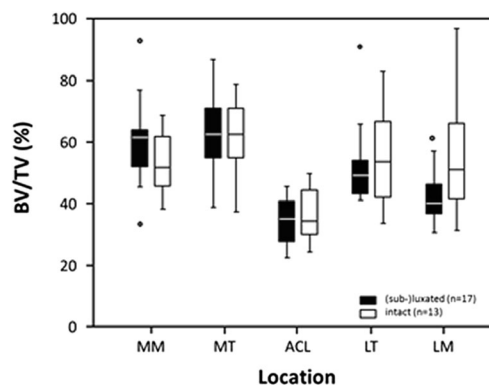 100
80
60
40
20
0
BV/TV (%)
(sub-)luxated (n=17)
intact (n=13)
MM MT ACL LT LM
Location